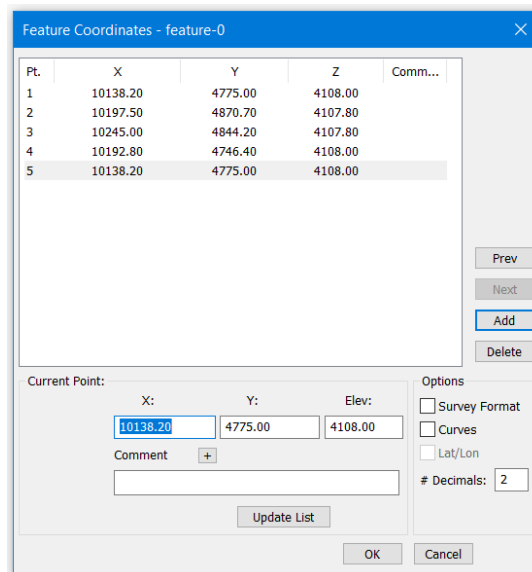 Feature Coordinates - feature-0
Pt. X Y Z Comm...
1 10138.20 4775.00 4108.00
2 10197.50 4870.70 4107.80
3 10245.00 4844.20 4107.80
4 10192.80 4746.40 4108.00
5 10138.20 4775.00 4108.00
Prev
Next
Add
Delete
Current Point:
X: Y: Elev:
10138.20 4775.00 4108.00
Comment +
Update List
Options
Survey Format
Curves
Lat/Lon
# Decimals: 2
OK Cancel